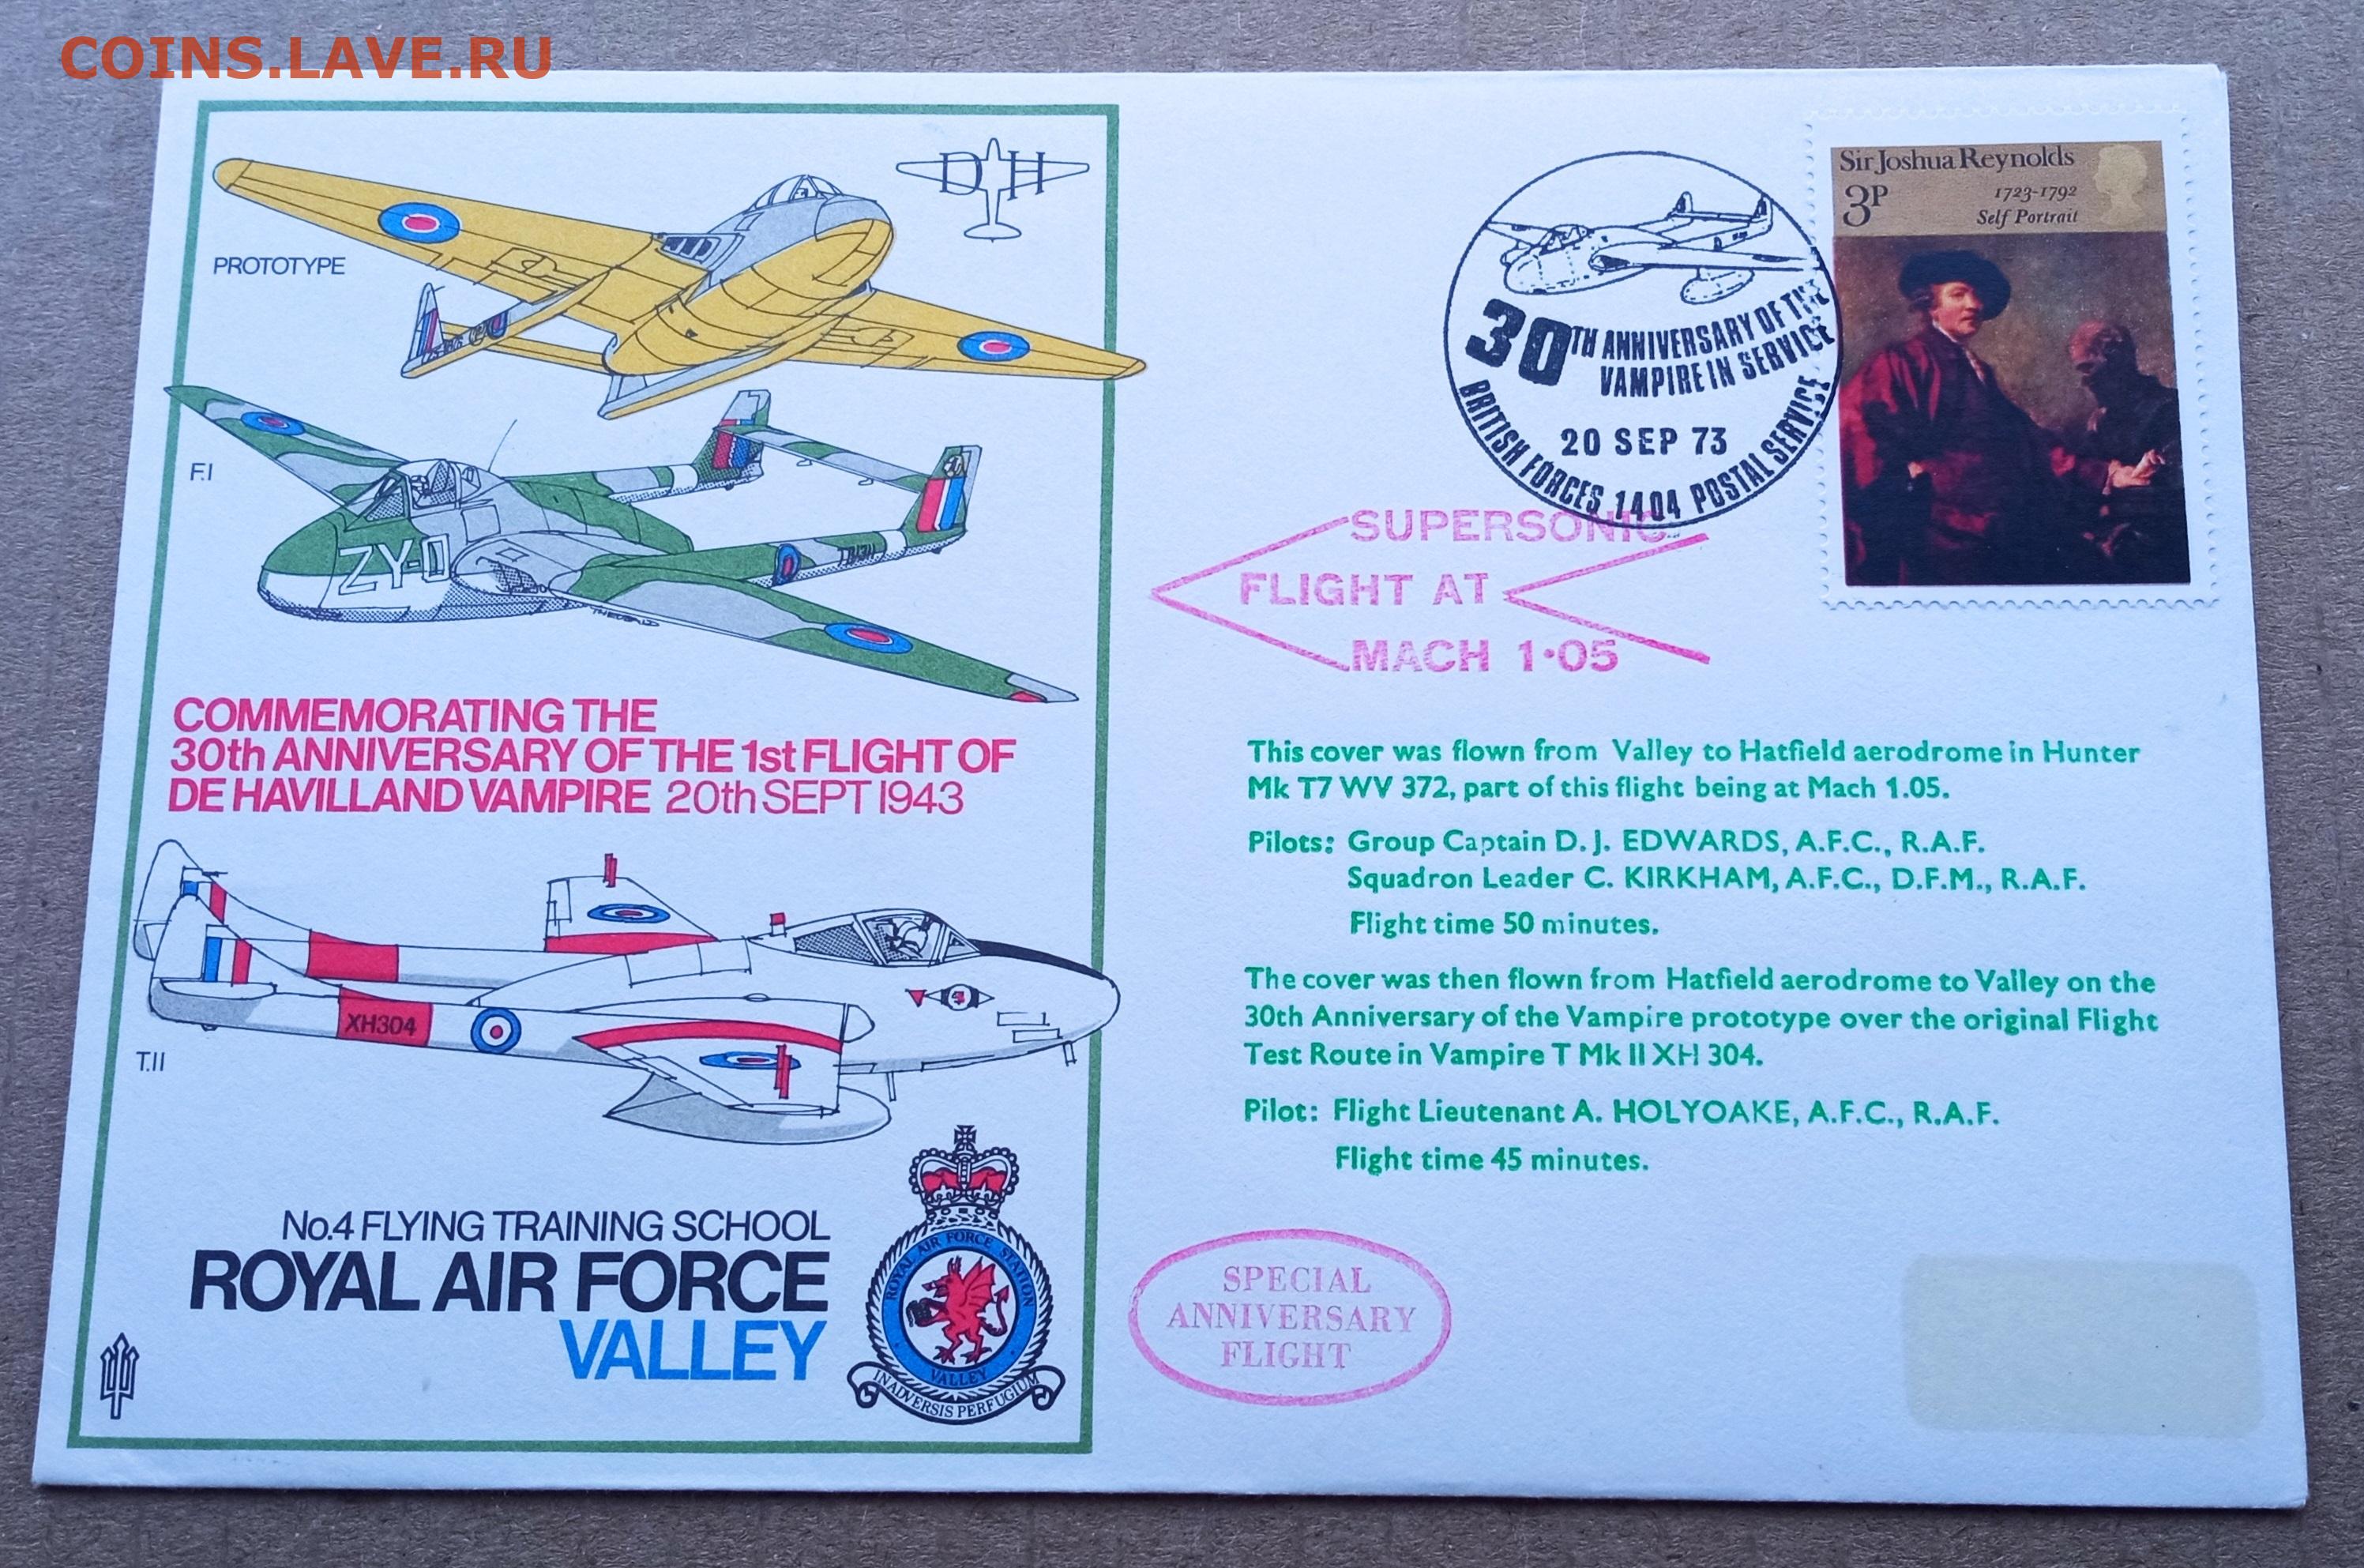 COINS.LAVE.RU
D H
PROTOTYPE
F.I
ZY-D
COMMEMORATING THE
30th ANNIVERSARY OF THE 1st FLIGHT OF
DE HAVILLAND VAMPIRE 20th SEPT 1943
XH304
T.II
No.4 FLYING TRAINING SCHOOL
ROYAL AIR FORCE
VALLEY
ROYAL AIR FORCE STATION
VALLEY
IN ADVERSIS PERFUGIUM
30TH ANNIVERSARY OF THE
VAMPIRE IN SERVICE
20 SEP 73
BRITISH FORCES 1404 POSTAL SERVICE
Sir Joshua Reynolds
3P
1723-1792
Self Portrait
SUPERSONIC
FLIGHT AT
MACH 1·05
This cover was flown from Valley to Hatfield aerodrome in Hunter
Mk T7 WV 372, part of this flight being at Mach 1.05.
Pilots: Group Captain D. J. EDWARDS, A.F.C., R.A.F.
Squadron Leader C. KIRKHAM, A.F.C., D.F.M., R.A.F.
Flight time 50 minutes.
The cover was then flown from Hatfield aerodrome to Valley on the
30th Anniversary of the Vampire prototype over the original Flight
Test Route in Vampire T Mk II XH 304.
Pilot: Flight Lieutenant A. HOLYOAKE, A.F.C., R.A.F.
Flight time 45 minutes.
SPECIAL
ANNIVERSARY
FLIGHT